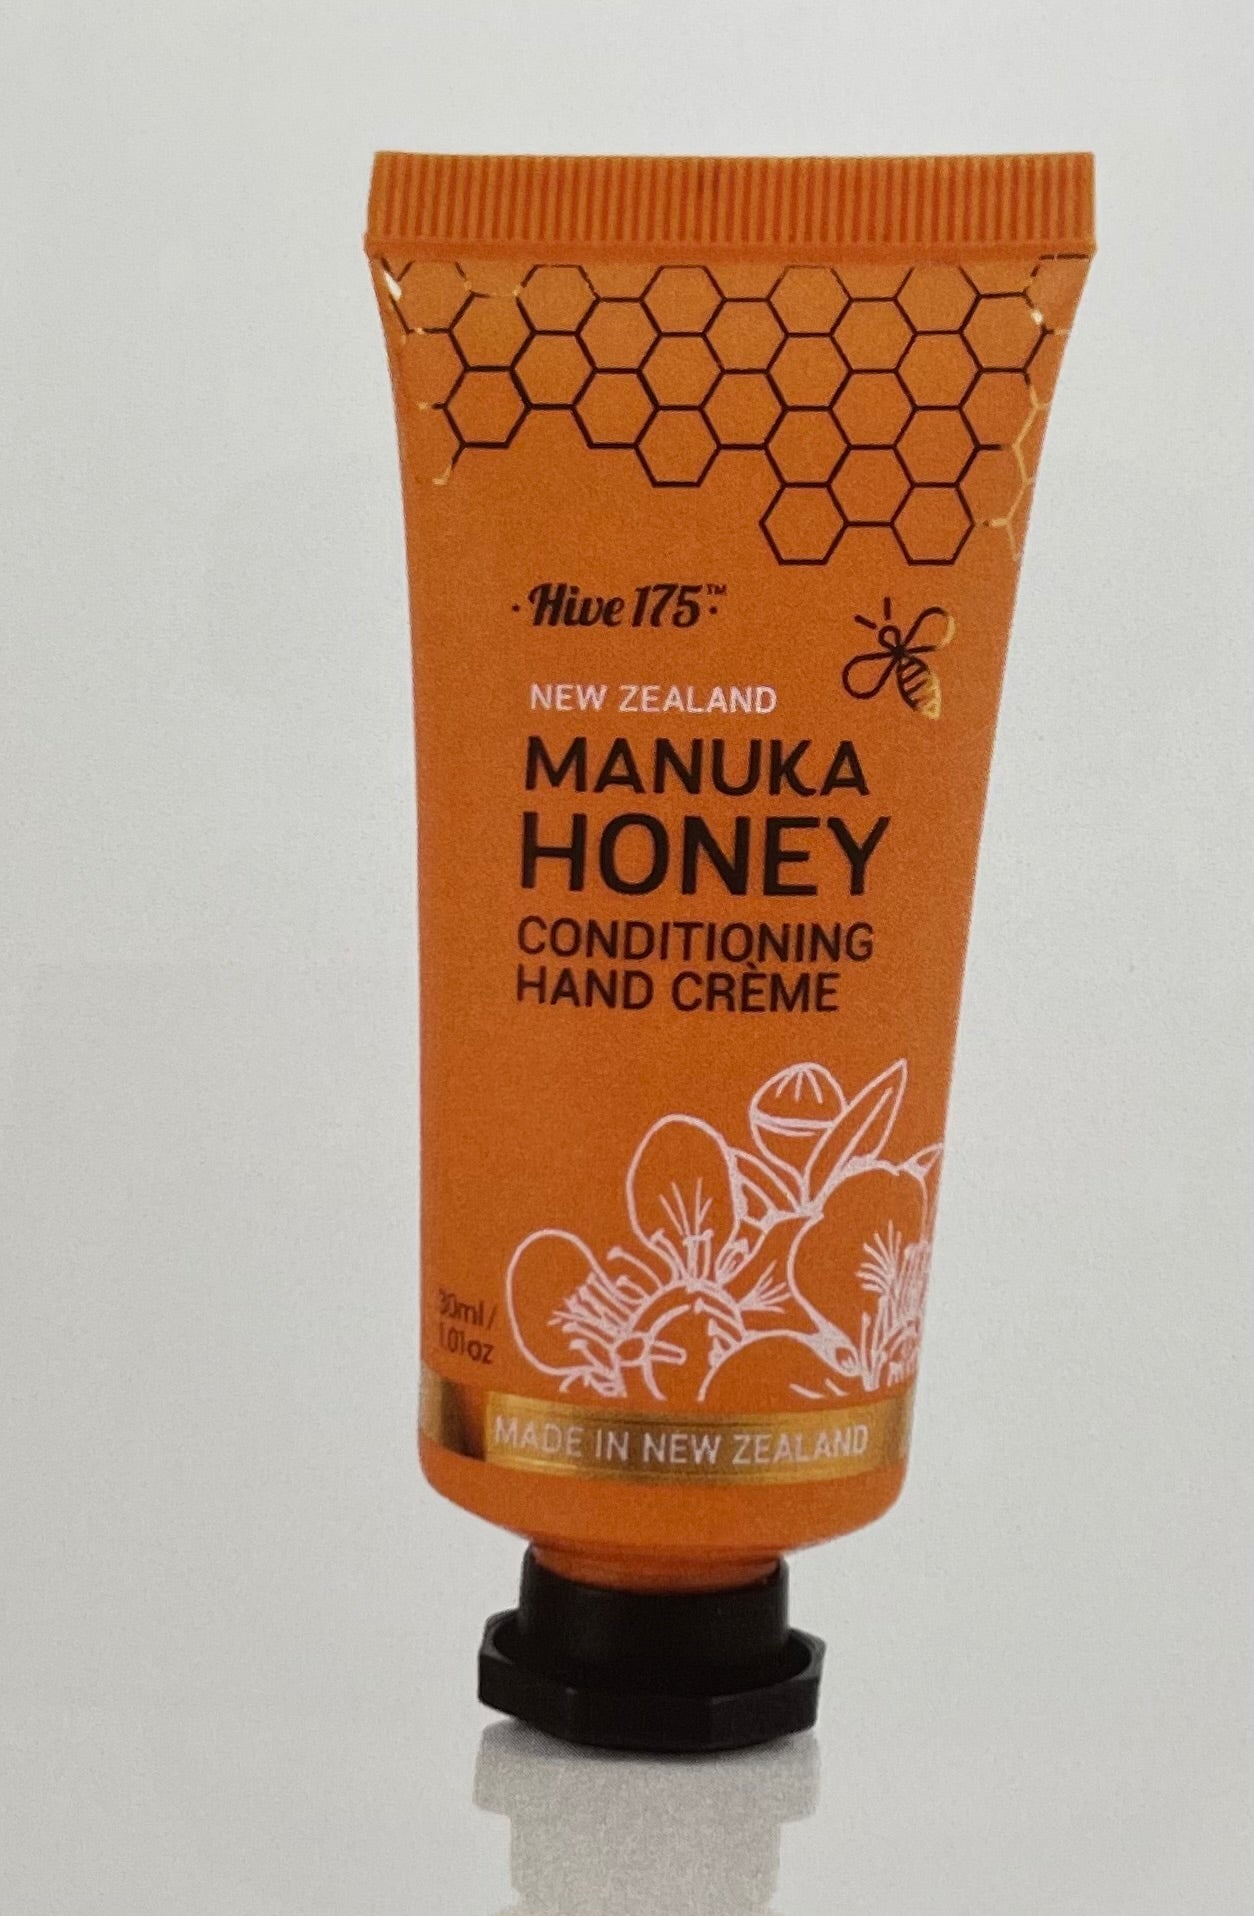 ·Hive 175·™
NEW ZEALAND
MANUKA
HONEY
CONDITIONING
HAND CRÈME
30ml/
1.01oz
MADE IN NEW ZEALAND